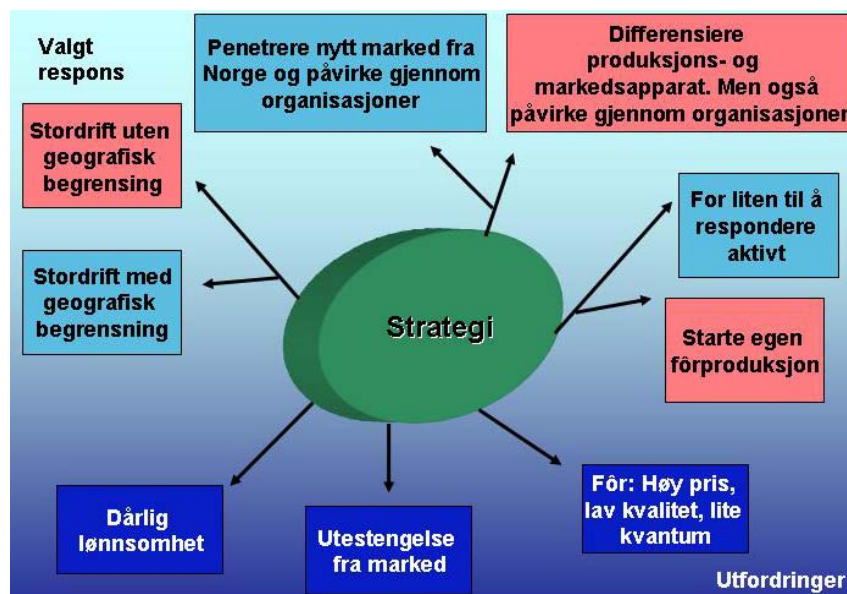 Valgt
respons
Penetrere nytt marked fra
Norge og påvirke gjennom
organisasjoner
Differensiere
produksjons- og
markedsapparat. Men også
påvirke gjennom organisasjoner
Stordrift uten
geografisk
begrensing
For liten til å
respondere
aktivt
Stordrift med
geografisk
begrensning
Strategi
Starte egen
fôrproduksjon
Dårlig
lønnsomhet
Utestengelse
fra marked
Fôr: Høy pris,
lav kvalitet, lite
kvantum
Utfordringer